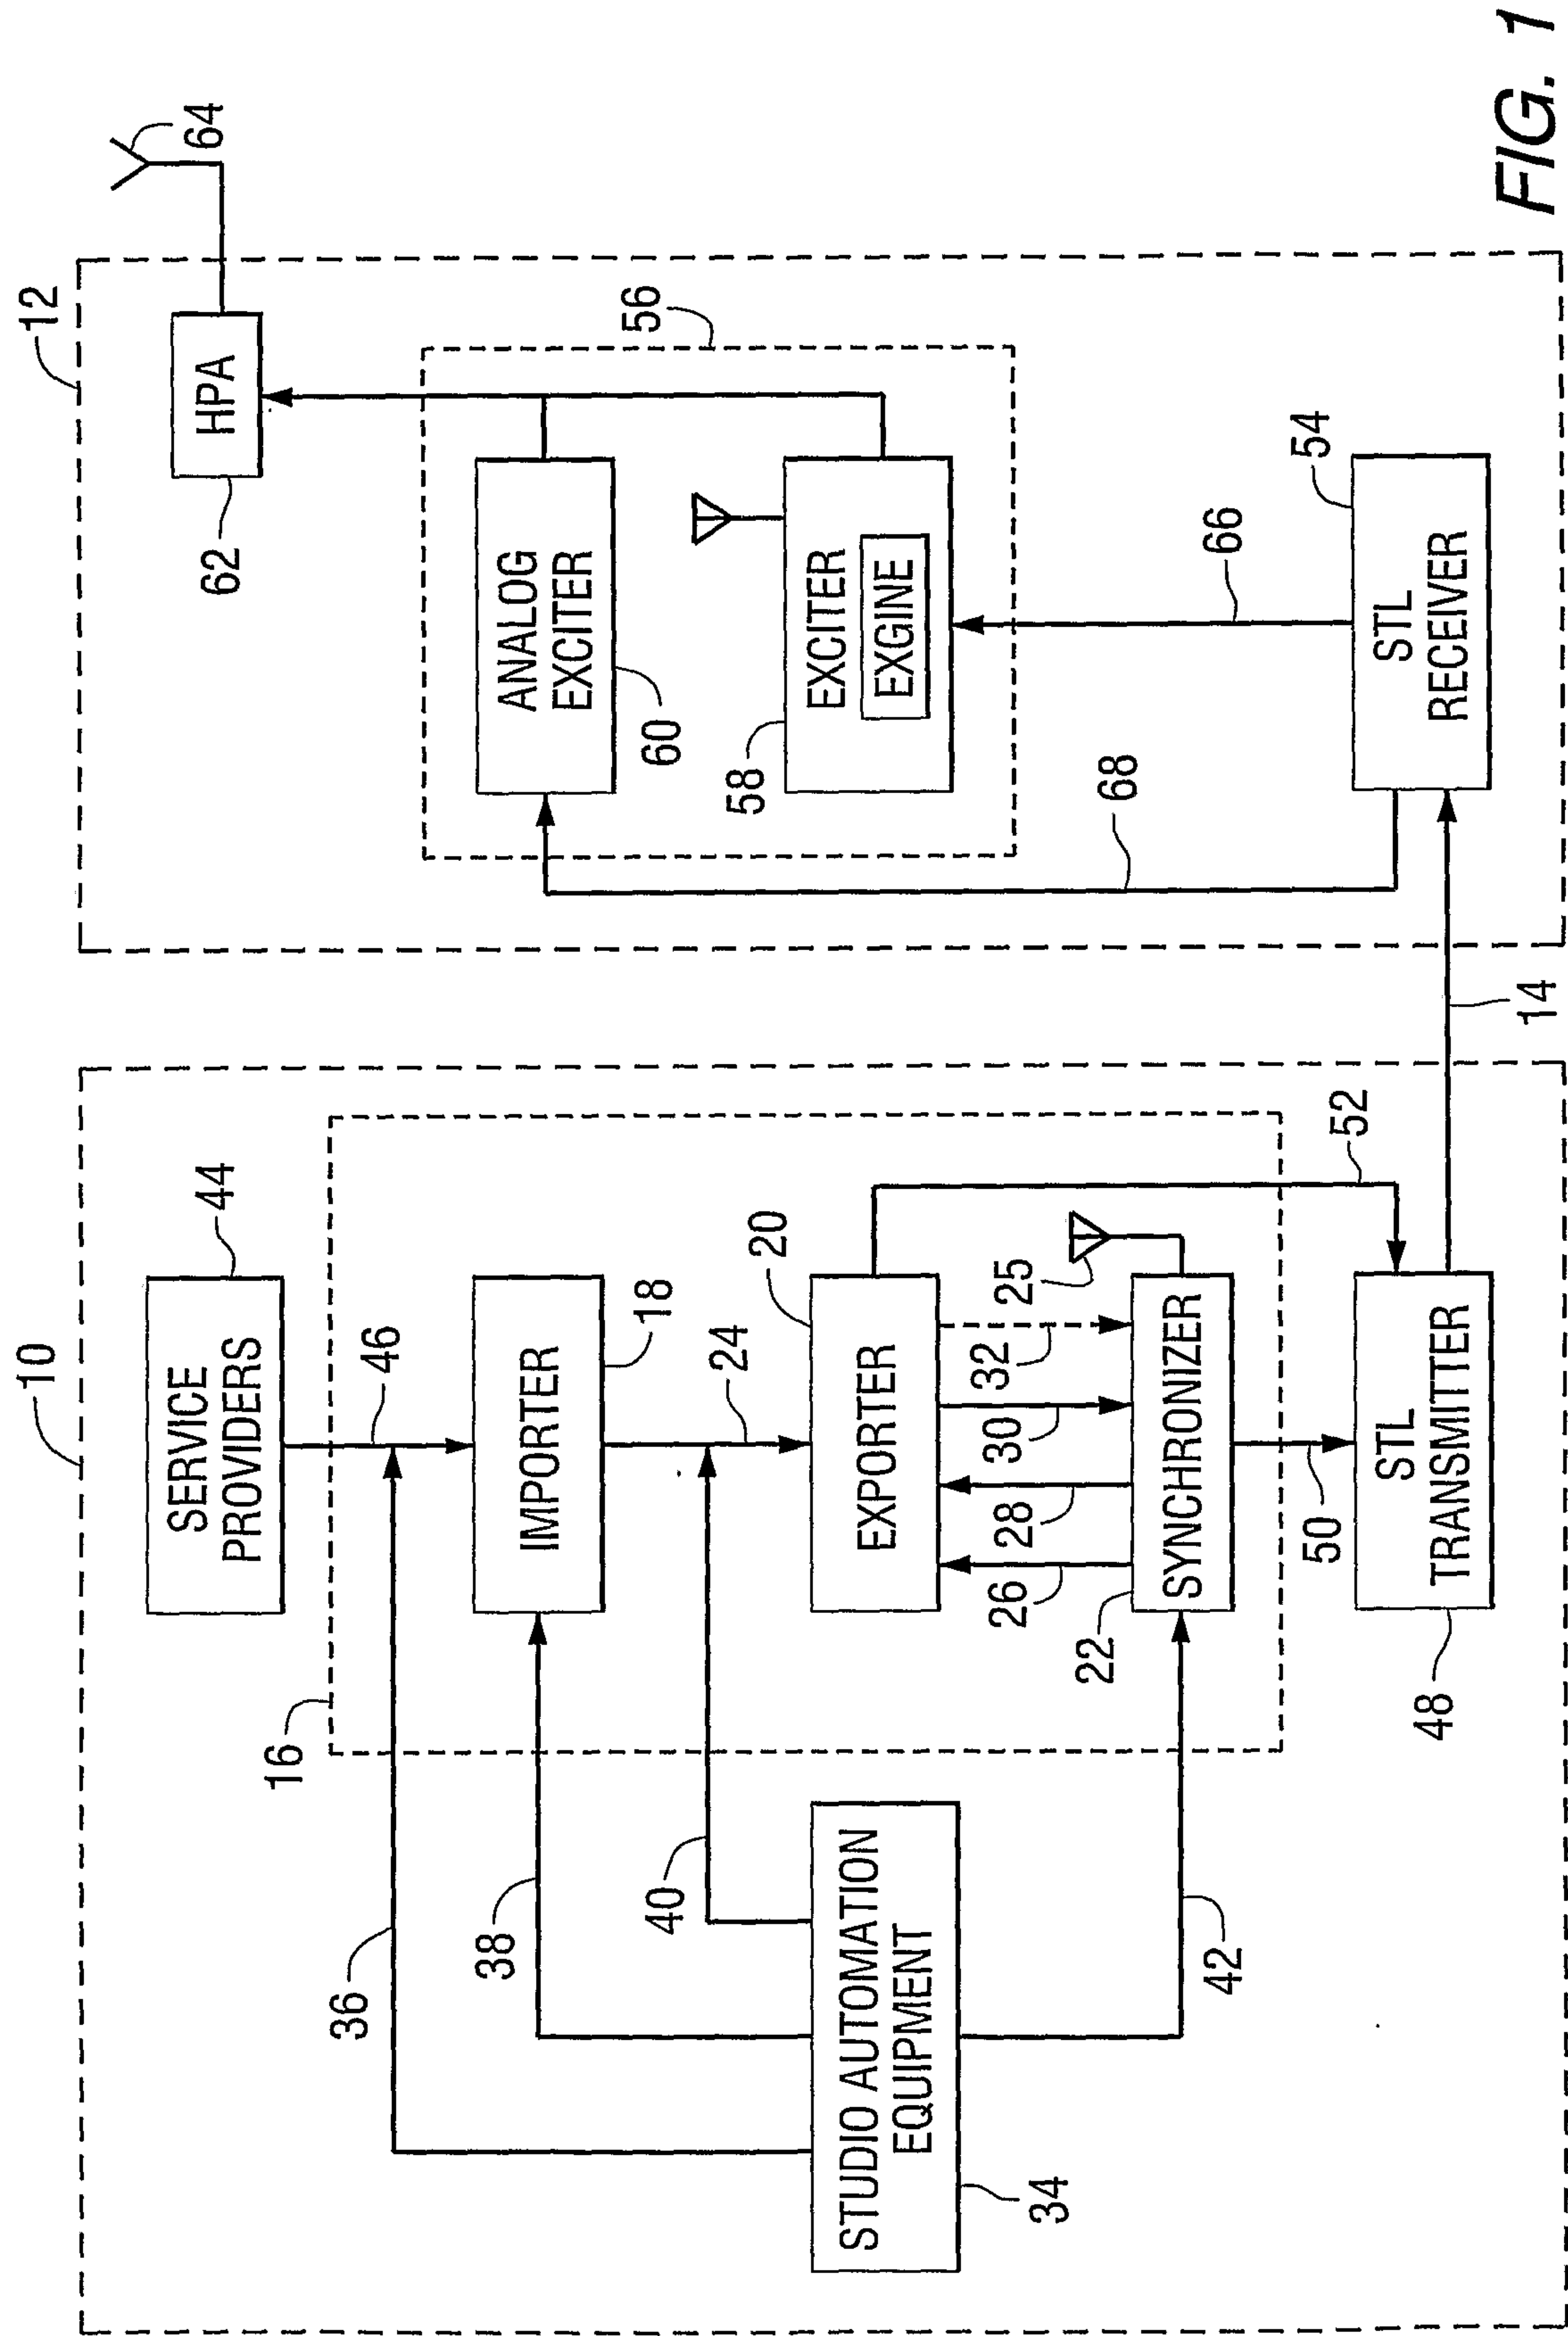 10
SERVICE
PROVIDERS
44
46
16
36
IMPORTER
18
38
24
40
STUDIO AUTOMATION
EQUIPMENT
34
EXPORTER
20
26
28
30
32
25
SYNCHRONIZER
22
42
50
52
STL
TRANSMITTER
48
14
12
HPA
62
64
56
ANALOG
EXCITER
60
EXCITER
EXGINE
58
66
68
STL
RECEIVER
54
FIG. 1